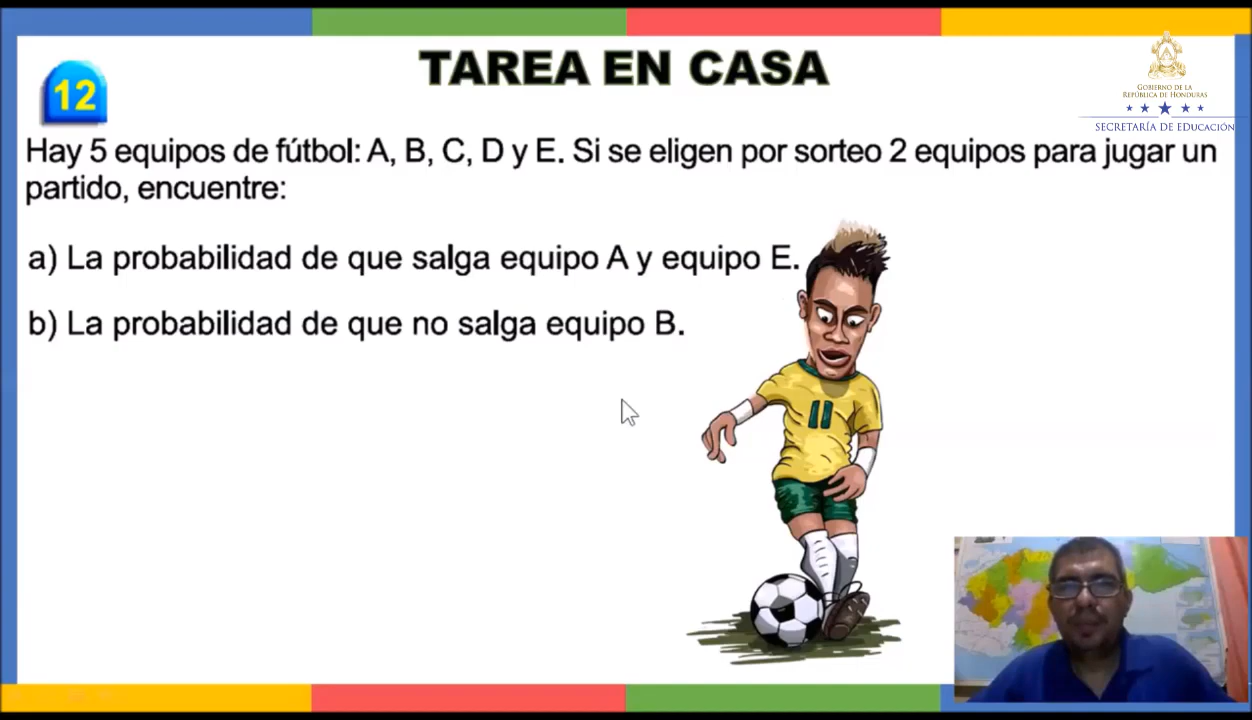 TAREA EN CASA
12
GOBIERNO DE LA
REPÚBLICA DE HONDURAS
SECRETARÍA DE EDUCACIÓN
Hay 5 equipos de fútbol: A, B, C, D y E. Si se eligen por sorteo 2 equipos para jugar un
partido, encuentre:
a) La probabilidad de que salga equipo A y equipo E.
b) La probabilidad de que no salga equipo B.
11